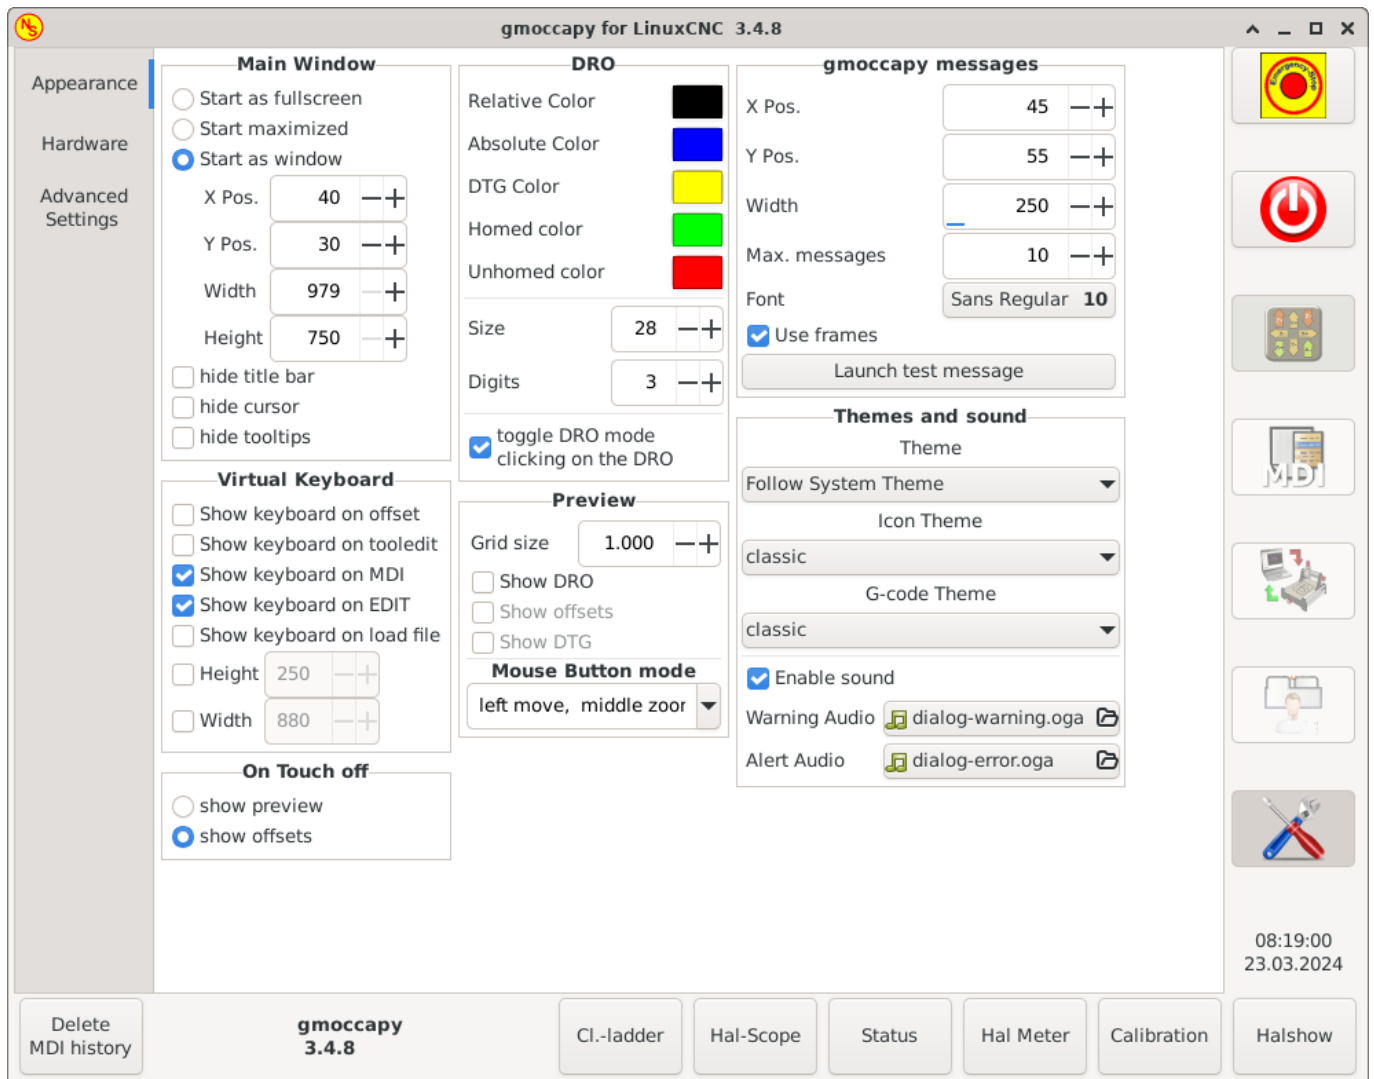 gmoccapy for LinuxCNC 3.4.8
Appearance
Hardware
Advanced
Settings
Main Window
Start as fullscreen
Start maximized
Start as window
X Pos. 40
Y Pos. 30
Width 979
Height 750
hide title bar
hide cursor
hide tooltips
Virtual Keyboard
Show keyboard on offset
Show keyboard on tooledit
Show keyboard on MDI
Show keyboard on EDIT
Show keyboard on load file
Height 250
Width 880
On Touch off
show preview
show offsets
DRO
Relative Color
Absolute Color
DTG Color
Homed color
Unhomed color
Size 28
Digits 3
toggle DRO mode
clicking on the DRO
Preview
Grid size 1.000
Show DRO
Show offsets
Show DTG
Mouse Button mode
left move, middle zoor
gmoccapy messages
X Pos. 45
Y Pos. 55
Width 250
Max. messages 10
Font Sans Regular 10
Use frames
Launch test message
Themes and sound
Theme
Follow System Theme
Icon Theme
classic
G-code Theme
classic
Enable sound
Warning Audio dialog-warning.oga
Alert Audio dialog-error.oga
Emergency-Stop
MDI
08:19:00
23.03.2024
Delete
MDI history
gmoccapy
3.4.8
Cl.-ladder
Hal-Scope
Status
Hal Meter
Calibration
Halshow